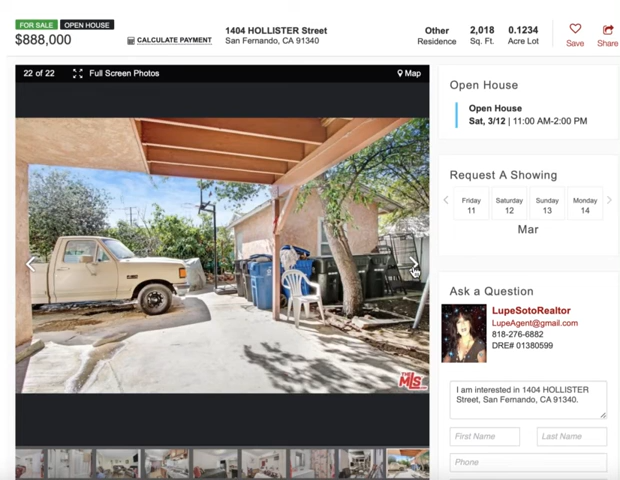 FOR SALE OPEN HOUSE
$888,000
CALCULATE PAYMENT
1404 HOLLISTER Street
San Fernando, CA 91340
Other
Residence
2,018
Sq. Ft.
0.1234
Acre Lot
Save
Share
22 of 22
Full Screen Photos
Map
THE MLS
Open House
Open House
Sat, 3/12 | 11:00 AM-2:00 PM
Request A Showing
Friday
11
Saturday
12
Sunday
13
Monday
14
Mar
Ask a Question
LupeSotoRealtor
LupeAgent@gmail.com
818-276-6882
DRE# 01380599
I am interested in 1404 HOLLISTER
Street, San Fernando, CA 91340.
First Name
Last Name
Phone